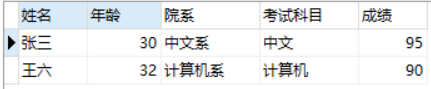 姓名 年龄 院系 考试科目 成绩
张三 30 中文系 中文 95
王六 32 计算机系 计算机 90